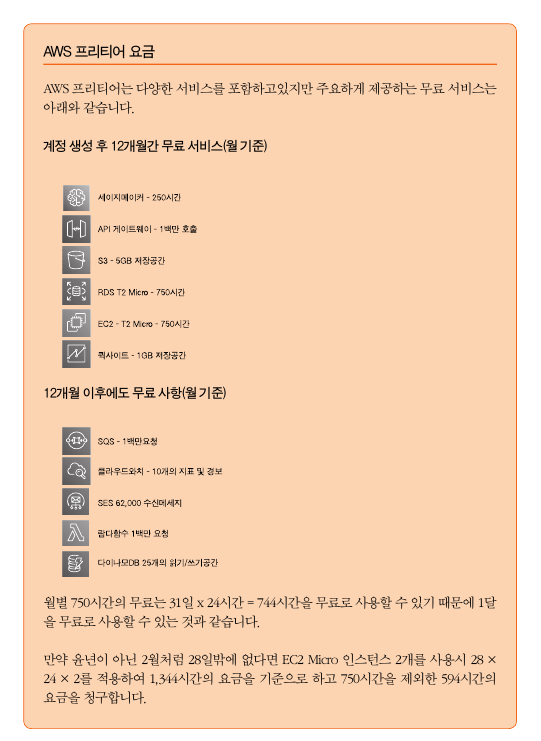 AWS 프리티어 요금
AWS 프리티어는 다양한 서비스를 포함하고있지만 주요하게 제공하는 무료 서비스는
아래와 같습니다.
계정 생성 후 12개월간 무료 서비스(월 기준)
세이지메이커 - 250시간
API 게이트웨이 - 1백만 호출
S3 - 5GB 저장공간
RDS T2 Micro - 750시간
EC2 - T2 Micro - 750시간
퀵사이트 - 1GB 저장공간
12개월 이후에도 무료 사항(월 기준)
SQS - 1백만요청
클라우드와치 - 10개의 지표 및 경보
SES 62,000 수신메세지
람다함수 1백만 요청
다이나모DB 25개의 읽기/쓰기공간
월별 750시간의 무료는 31일 x 24시간 = 744시간을 무료로 사용할 수 있기 때문에 1달
을 무료로 사용할 수 있는 것과 같습니다.
만약 윤년이 아닌 2월처럼 28일밖에 없다면 EC2 Micro 인스턴스 2개를 사용시 28 ×
24 × 2를 적용하여 1,344시간의 요금을 기준으로 하고 750시간을 제외한 594시간의
요금을 청구합니다.